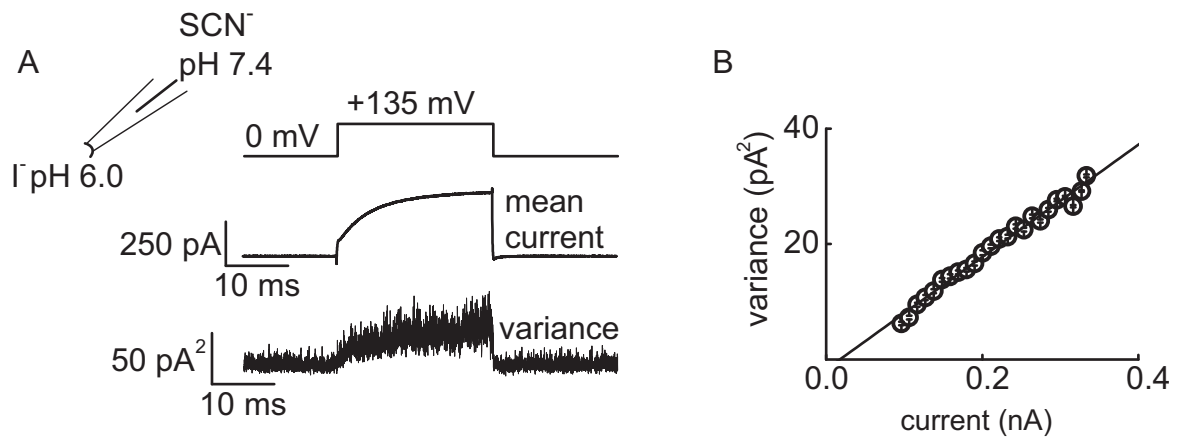 A
SCN⁻
pH 7.4
I⁻ pH 6.0
0 mV
+135 mV
250 pA
10 ms
mean
current
50 pA²
10 ms
variance
B
variance (pA²)
40
20
0.0
0.2
0.4
current (nA)